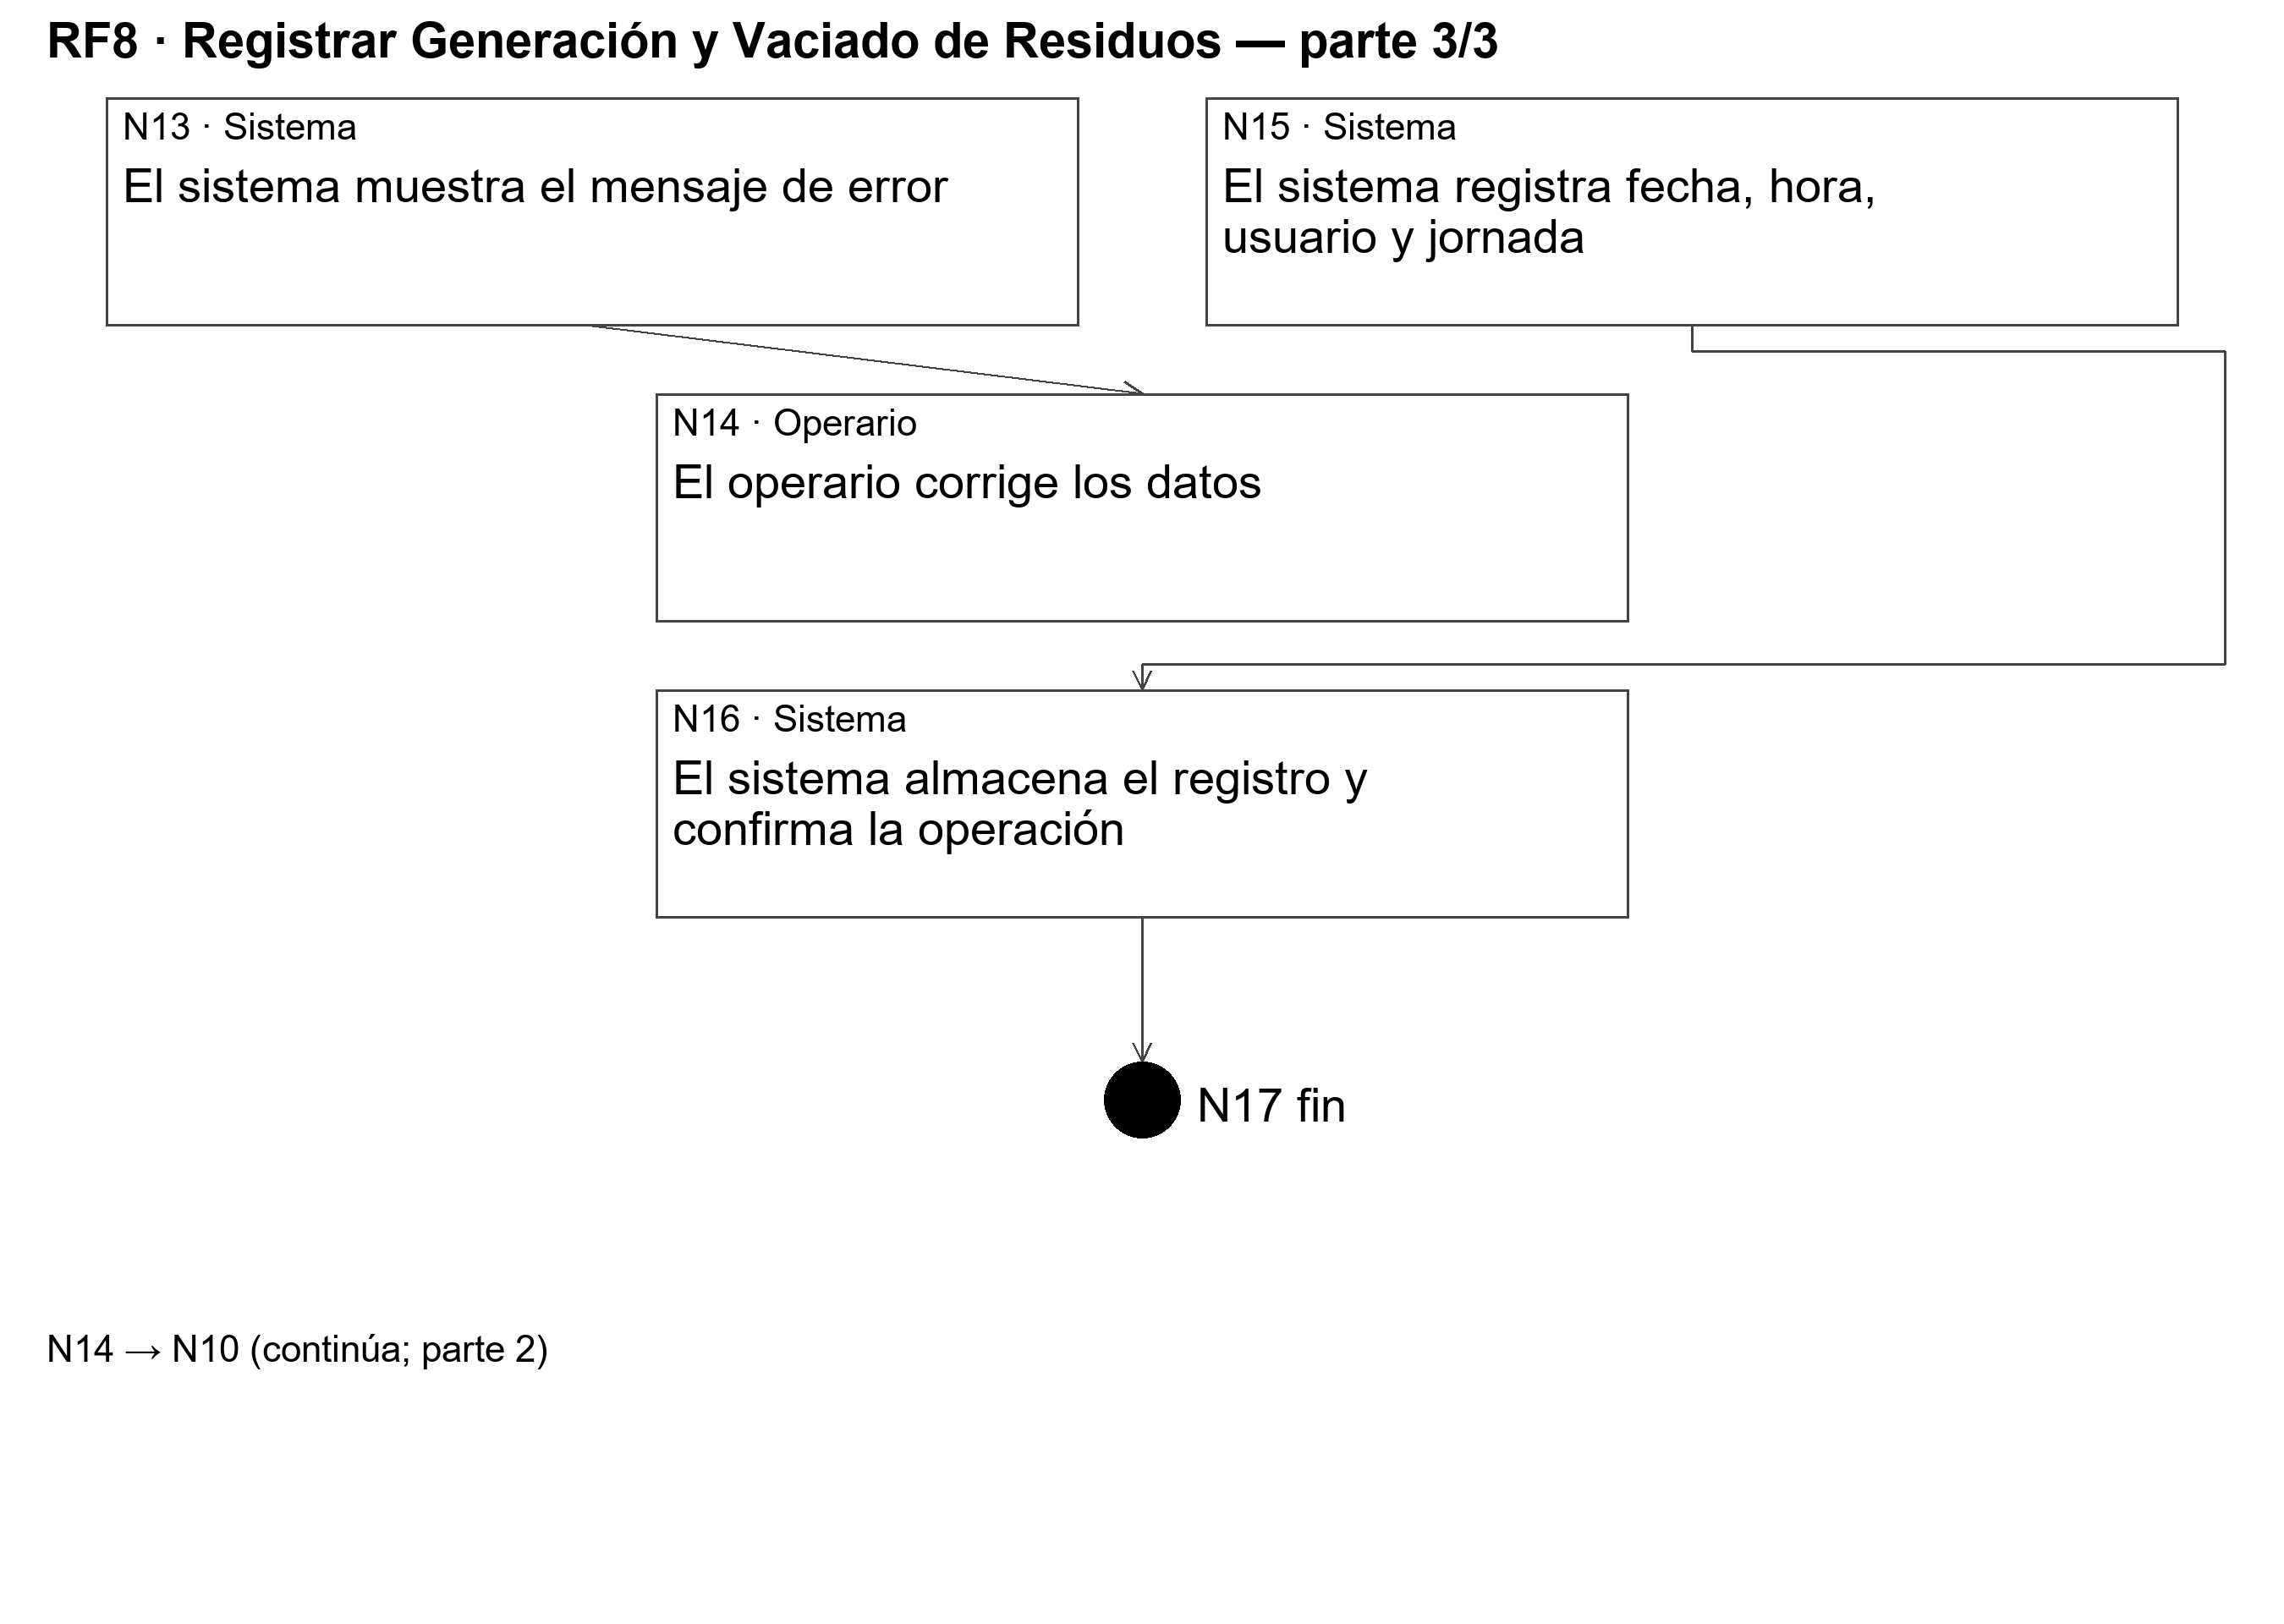 RF8 · Registrar Generación y Vaciado de Residuos — parte 3/3
N13 · Sistema
El sistema muestra el mensaje de error
N15 · Sistema
El sistema registra fecha, hora,
usuario y jornada
N14 · Operario
El operario corrige los datos
N16 · Sistema
El sistema almacena el registro y
confirma la operación
N17 fin
N14 → N10 (continúa; parte 2)